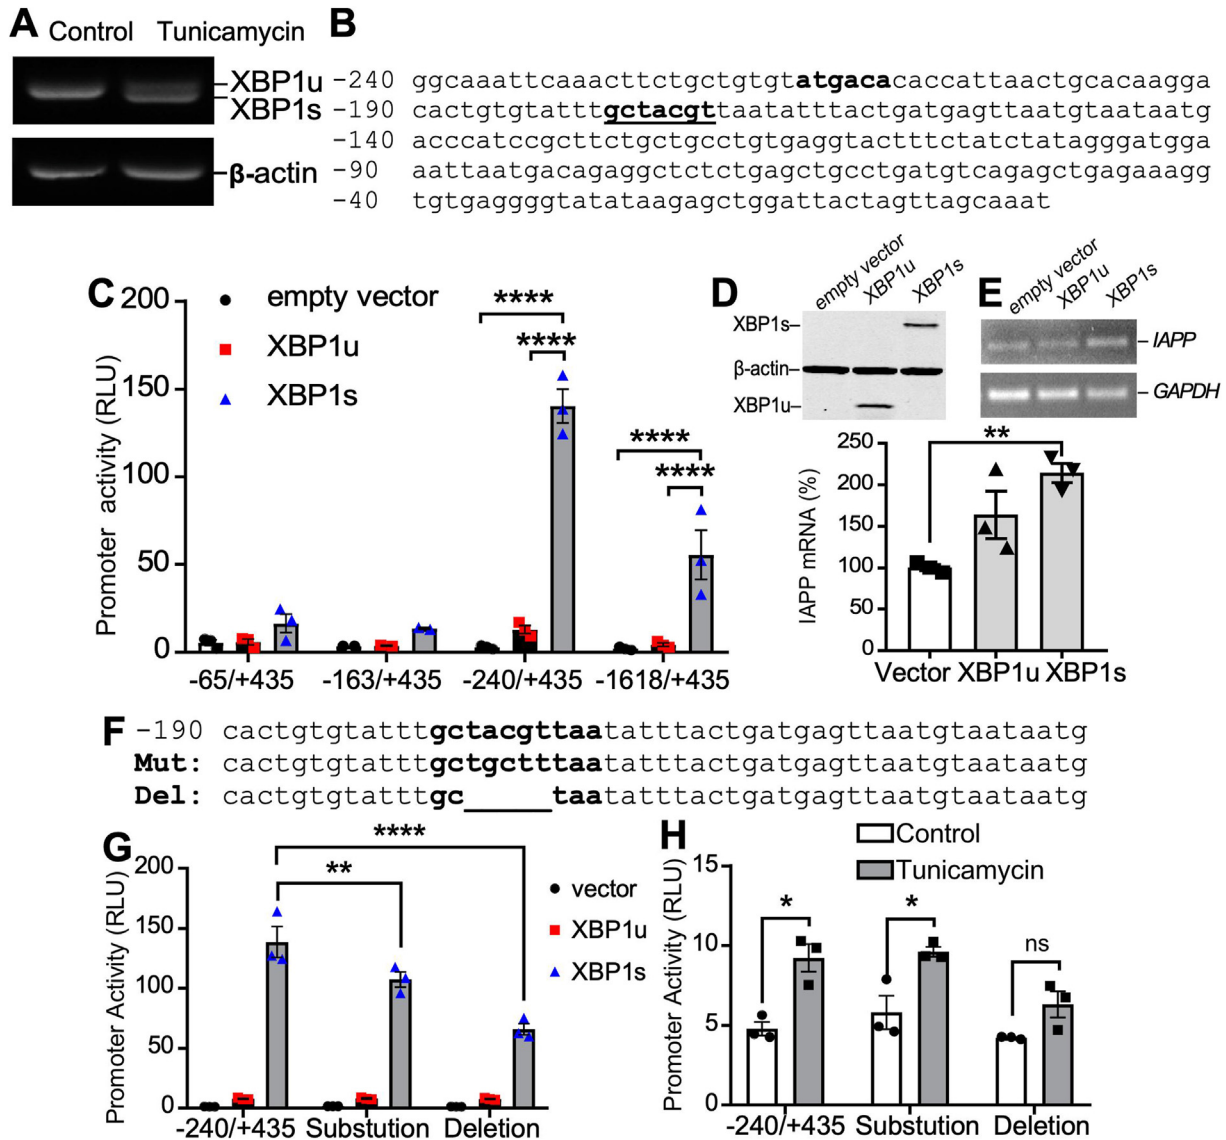 A Control Tunicamycin
XBP1u
XBP1s
β-actin
B
-240 ggcaaattcaaacttctgctgtgtatgacacaccattaactgcacaagga
-190 cactgtgtatttgctacgttaatatttactgatgagttaatgtaataatg
-140 acccatccgcttctgctgcctgtgaggtactttctatctatagggatgga
-90 aattaatgacagaggctctctgagctgcctgatgtcagagctgagaaagg
-40 tgtgaggggtatataagagctggattactagttagcaaat
C
empty vector
XBP1u
XBP1s
Promoter activity (RLU)
200
150
100
50
0
****
****
****
****
-65/+435 -163/+435 -240/+435 -1618/+435
D
empty vector XBP1u XBP1s
XBP1s
β-actin
XBP1u
E
empty vector XBP1u XBP1s
IAPP
GAPDH
IAPP mRNA (%)
250
200
150
100
50
0
**
Vector XBP1u XBP1s
F
-190 cactgtgtatttgctacgttaatatttactgatgagttaatgtaataatg
Mut: cactgtgtatttgctgctttaatatttactgatgagttaatgtaataatg
Del: cactgtgtatttgc_____taatatttactgatgagttaatgtaataatg
G
Promoter Activity (RLU)
200
150
100
50
0
****
**
vector
XBP1u
XBP1s
-240/+435 Substution Deletion
H
Control
Tunicamycin
Promoter Activity (RLU)
15
10
5
0
*
*
ns
-240/+435 Substution Deletion